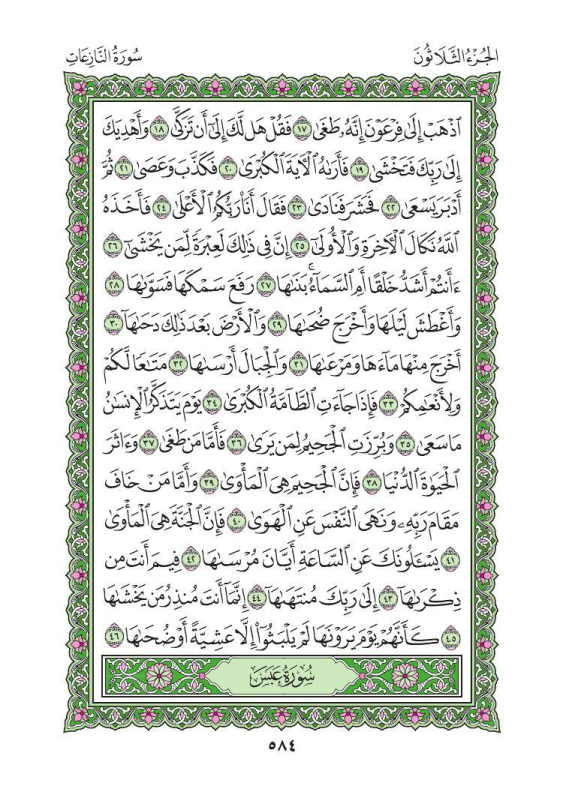 الجُزْءُ الثَّلَاثُونَ
سُورَةُ النَّازِعَاتِ
ٱذۡهَبۡ إِلَىٰ فِرۡعَوۡنَ إِنَّهُۥ طَغَىٰ ١٧ فَقُلۡ هَل لَّكَ إِلَىٰٓ أَن تَزَكَّىٰ ١٨ وَأَهۡدِيَكَ
إِلَىٰ رَبِّكَ فَتَخۡشَىٰ ١٩ فَأَرَىٰهُ ٱلۡأٓيَةَ ٱلۡكُبۡرَىٰ ٢٠ فَكَذَّبَ وَعَصَىٰ ٢١ ثُمَّ
أَدۡبَرَ يَسۡعَىٰ ٢٢ فَحَشَرَ فَنَادَىٰ ٢٣ فَقَالَ أَنَا۠ رَبُّكُمُ ٱلۡأَعۡلَىٰ ٢٤ فَأَخَذَهُ
ٱللَّهُ نَكَالَ ٱلۡأٓخِرَةِ وَٱلۡأُولَىٰٓ ٢٥ إِنَّ فِي ذَٰلِكَ لَعِبۡرَةٗ لِّمَن يَخۡشَىٰٓ ٢٦
ءَأَنتُمۡ أَشَدُّ خَلۡقًا أَمِ ٱلسَّمَآءُۚ بَنَىٰهَا ٢٧ رَفَعَ سَمۡكَهَا فَسَوَّىٰهَا ٢٨
وَأَغۡطَشَ لَيۡلَهَا وَأَخۡرَجَ ضُحَىٰهَا ٢٩ وَٱلۡأَرۡضَ بَعۡدَ ذَٰلِكَ دَحَىٰهَآ ٣٠
أَخۡرَجَ مِنۡهَا مَآءَهَا وَمَرۡعَىٰهَا ٣١ وَٱلۡجِبَالَ أَرۡسَىٰهَا ٣٢ مَتَٰعٗا لَّكُمۡ
وَلِأَنۡعَٰمِكُمۡ ٣٣ فَإِذَا جَآءَتِ ٱلطَّآمَّةُ ٱلۡكُبۡرَىٰ ٣٤ يَوۡمَ يَتَذَكَّرُ ٱلۡإِنسَٰنُ
مَا سَعَىٰ ٣٥ وَبُرِّزَتِ ٱلۡجَحِيمُ لِمَن يَرَىٰ ٣٦ فَأَمَّا مَن طَغَىٰ ٣٧ وَءَاثَرَ
ٱلۡحَيَوٰةَ ٱلدُّنۡيَا ٣٨ فَإِنَّ ٱلۡجَحِيمَ هِيَ ٱلۡمَأۡوَىٰ ٣٩ وَأَمَّا مَنۡ خَافَ
مَقَامَ رَبِّهِۦ وَنَهَى ٱلنَّفۡسَ عَنِ ٱلۡهَوَىٰ ٤٠ فَإِنَّ ٱلۡجَنَّةَ هِيَ ٱلۡمَأۡوَىٰ
٤١ يَسۡـَٔلُونَكَ عَنِ ٱلسَّاعَةِ أَيَّانَ مُرۡسَىٰهَا ٤٢ فِيمَ أَنتَ مِن
ذِكۡرَىٰهَآ ٤٣ إِلَىٰ رَبِّكَ مُنتَهَىٰهَآ ٤٤ إِنَّمَآ أَنتَ مُنذِرُ مَن يَخۡشَىٰهَا
٤٥ كَأَنَّهُمۡ يَوۡمَ يَرَوۡنَهَا لَمۡ يَلۡبَثُوٓاْ إِلَّا عَشِيَّةً أَوۡ ضُحَىٰهَا ٤٦
سُورَةُ عَبَسَ
٥٨٤